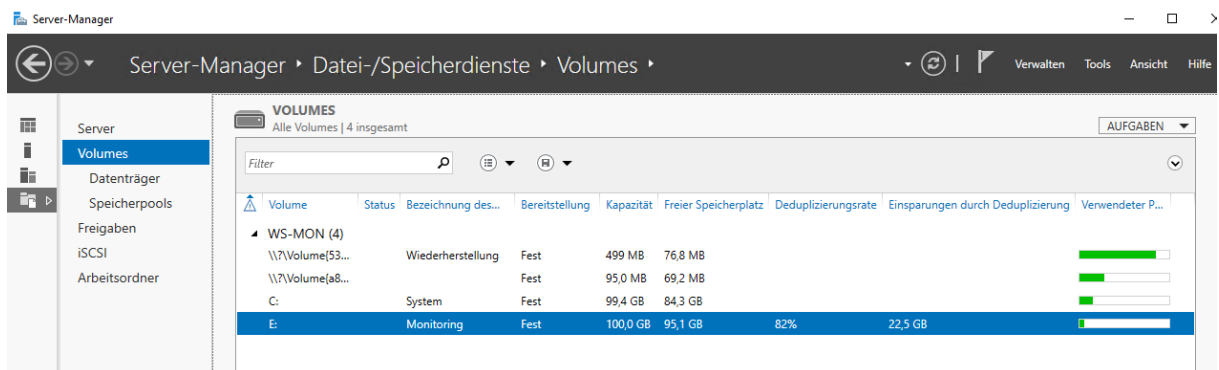 Server-Manager
Server-Manager ‣ Datei-/Speicherdienste ‣ Volumes ‣
Verwalten Tools Ansicht Hilfe
Server
Volumes
Datenträger
Speicherpools
Freigaben
iSCSI
Arbeitsordner
VOLUMES
Alle Volumes | 4 insgesamt
AUFGABEN
Filter
Volume Status Bezeichnung des... Bereitstellung Kapazität Freier Speicherplatz Deduplizierungsrate Einsparungen durch Deduplizierung Verwendeter P...
WS-MON (4)
\\?\Volume{53... Wiederherstellung Fest 499 MB 76,8 MB
\\?\Volume{a8... Fest 95,0 MB 69,2 MB
C: System Fest 99,4 GB 84,3 GB
E: Monitoring Fest 100,0 GB 95,1 GB 82% 22,5 GB